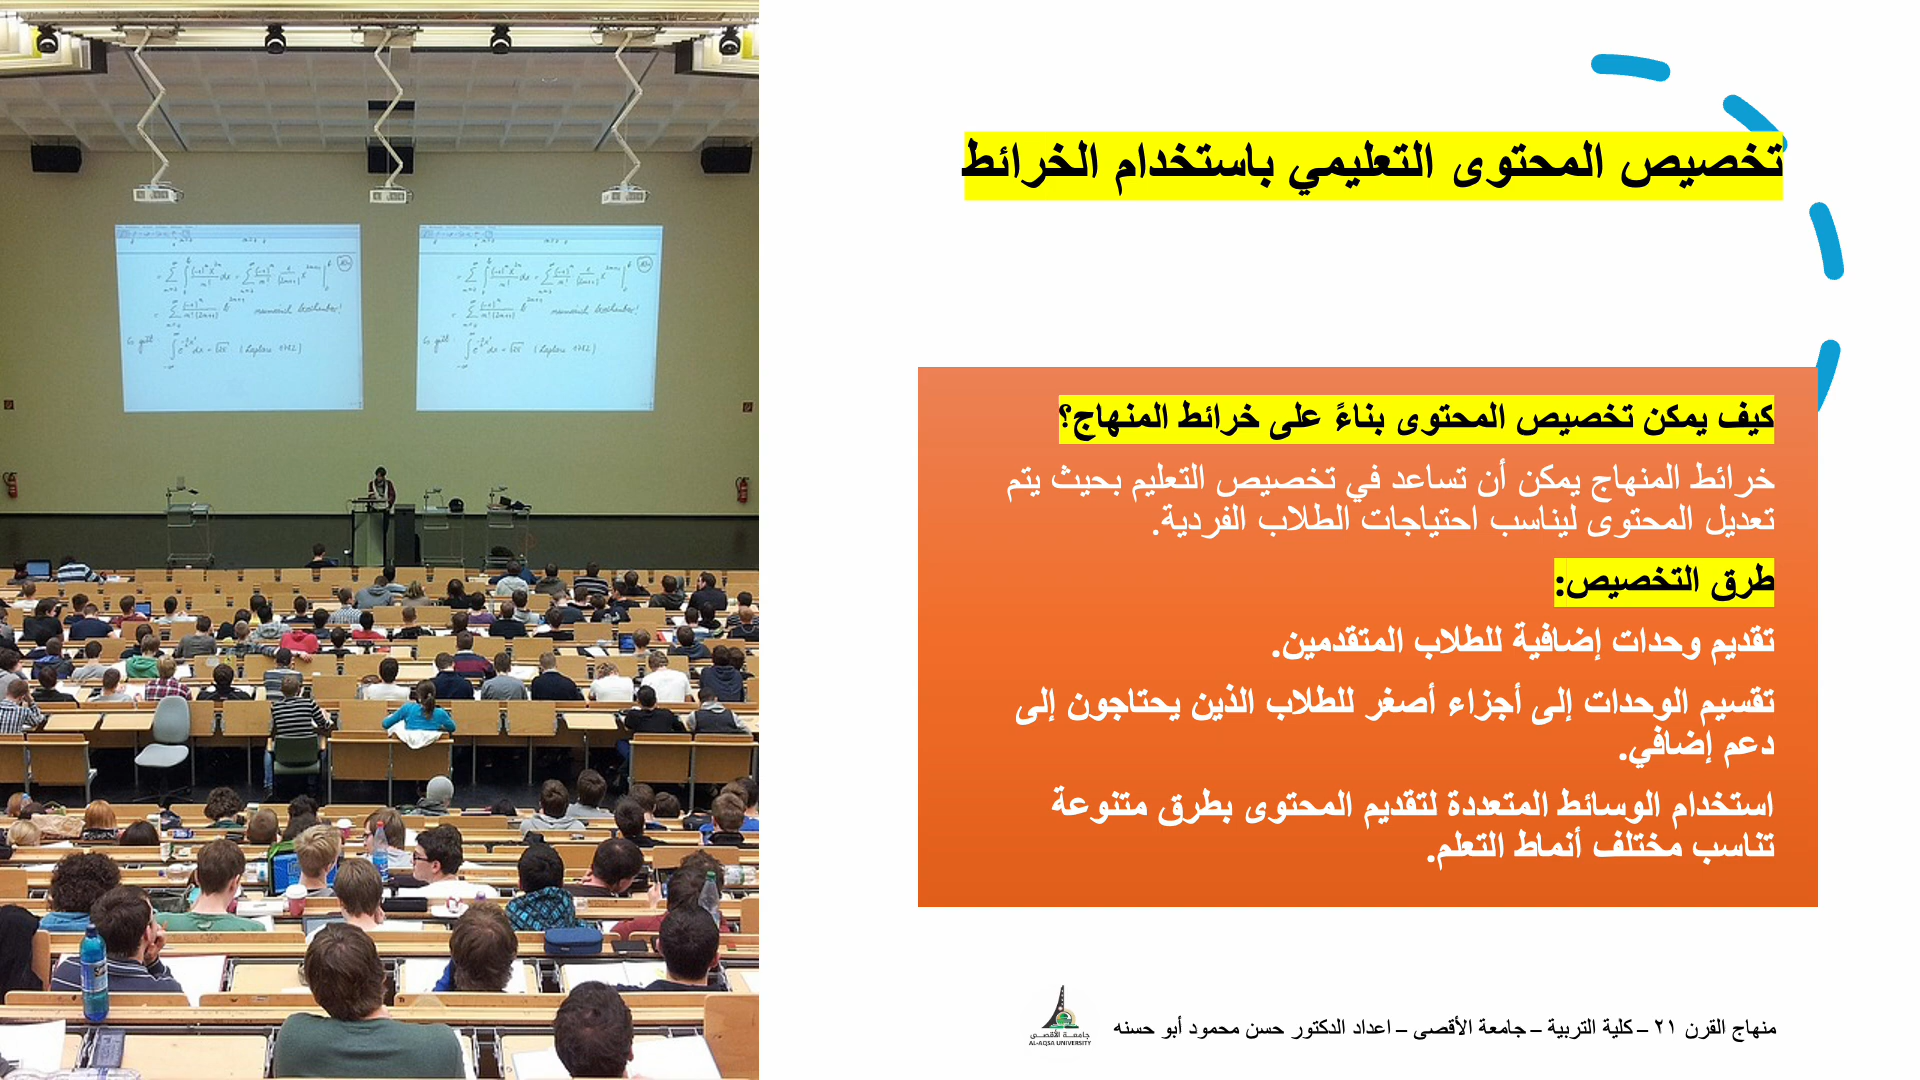 تخصيص المحتوى التعليمي باستخدام الخرائط
كيف يمكن تخصيص المحتوى بناءً على خرائط المنهاج؟
خرائط المنهاج يمكن أن تساعد في تخصيص التعليم بحيث يتم
تعديل المحتوى ليناسب احتياجات الطلاب الفردية.
طرق التخصيص:
تقديم وحدات إضافية للطلاب المتقدمين.
تقسيم الوحدات إلى أجزاء أصغر للطلاب الذين يحتاجون إلى
دعم إضافي.
استخدام الوسائط المتعددة لتقديم المحتوى بطرق متنوعة
تناسب مختلف أنماط التعلم.
منهاج القرن ٢١ – كلية التربية – جامعة الأقصى – اعداد الدكتور حسن محمود أبو حسنه
جامعة الأقصى
AL-AQSA UNIVERSITY